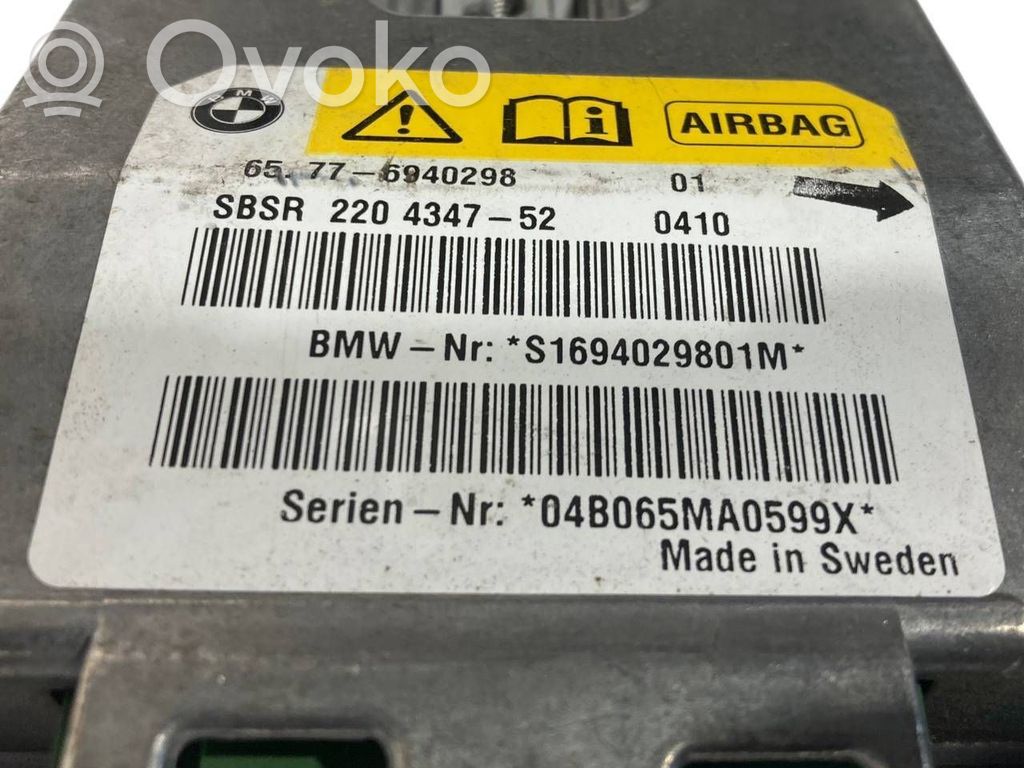 Ovoko
BMW
AIRBAG
65.77-6940298 01
SBSR 220 4347-52 0410
BMW-Nr: *S1694029801M*
Serien-Nr: *04B065MA0599X*
Made in Sweden